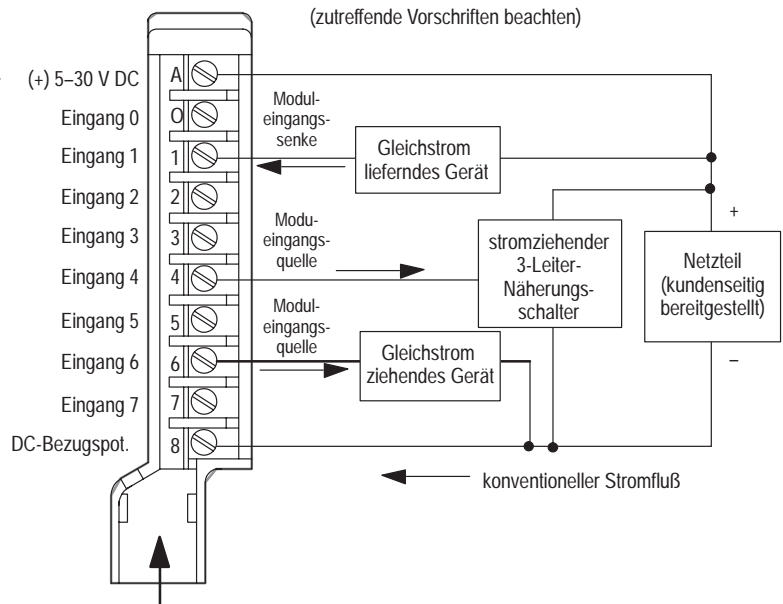 (zutreffende Vorschriften beachten)
(+) 5–30 V DC
A
Eingang 0
O
Eingang 1
1
Eingang 2
2
Eingang 3
3
Eingang 4
4
Eingang 5
5
Eingang 6
6
Eingang 7
7
DC-Bezugspot.
8
Modul-
eingangs-
senke
Gleichstrom
lieferndes Gerät
Modu-
eingangs-
quelle
stromziehender
3-Leiter-
Näherungs-
schalter
+
Netzteil
(kundenseitig
bereitgestellt)
–
Modul-
eingangs-
quelle
Gleichstrom
ziehendes Gerät
konventioneller Stromfluß